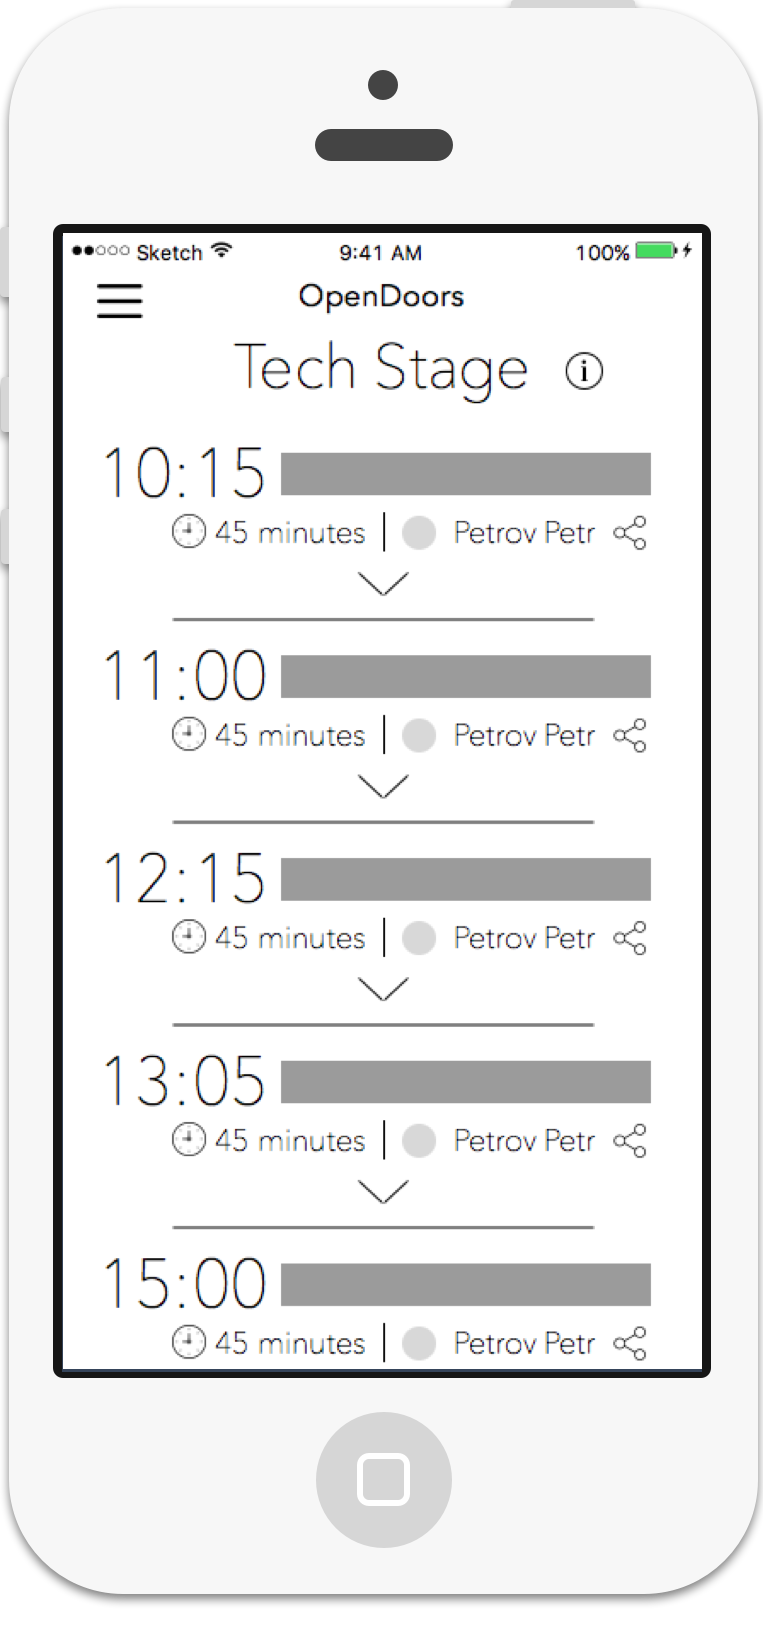 Sketch 9:41 AM 100%
OpenDoors
Tech Stage i
10:15
45 minutes Petrov Petr
11:00
45 minutes Petrov Petr
12:15
45 minutes Petrov Petr
13:05
45 minutes Petrov Petr
15:00
45 minutes Petrov Petr